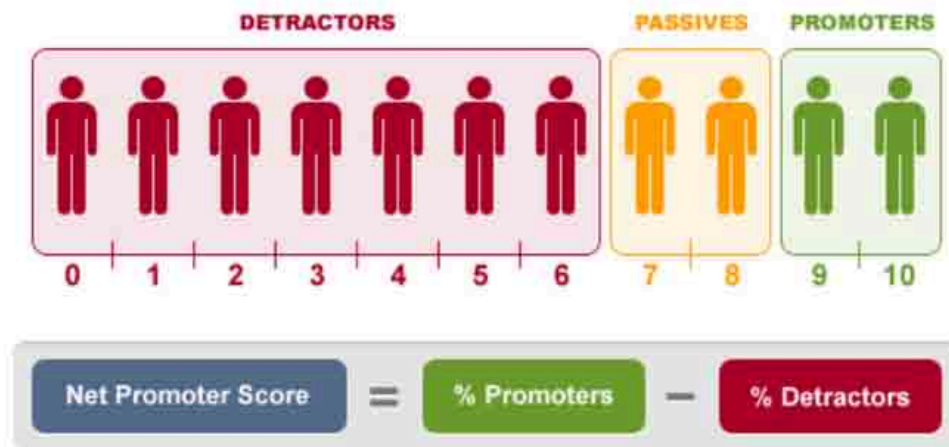 DETRACTORS PASSIVES PROMOTERS
0 1 2 3 4 5 6 7 8 9 10
Net Promoter Score = % Promoters – % Detractors